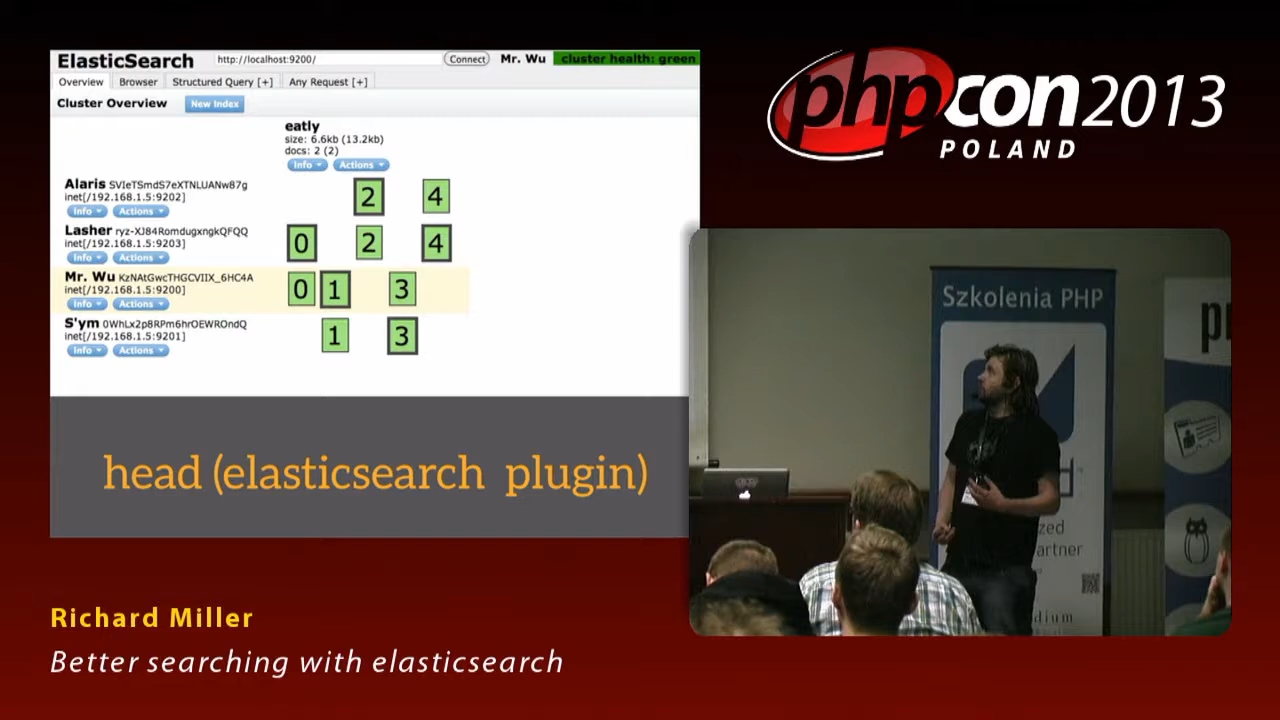 ElasticSearch http://localhost:9200/ Connect Mr. Wu cluster health: green
Overview Browser Structured Query [+] Any Request [+]
Cluster Overview New Index
eatly
size: 6.6kb (13.2kb)
docs: 2 (2)
Info Actions
Alaris SVIeTSmdS7eXTNLUANw87g
inet[/192.168.1.5:9202]
Info Actions
2 4
Lasher ryz-XJ84RomdugxngkQFQQ
inet[/192.168.1.5:9203]
Info Actions
0 2 4
Mr. Wu KzNAtGwcTHGCVIIX_6HC4A
inet[/192.168.1.5:9200]
Info Actions
0 1 3
S'ym 0WhLx2p8RPm6hrOEWROndQ
inet[/192.168.1.5:9201]
Info Actions
1 3
head (elasticsearch plugin)
Richard Miller
Better searching with elasticsearch
phpcon 2013
POLAND
Szkolenia PHP